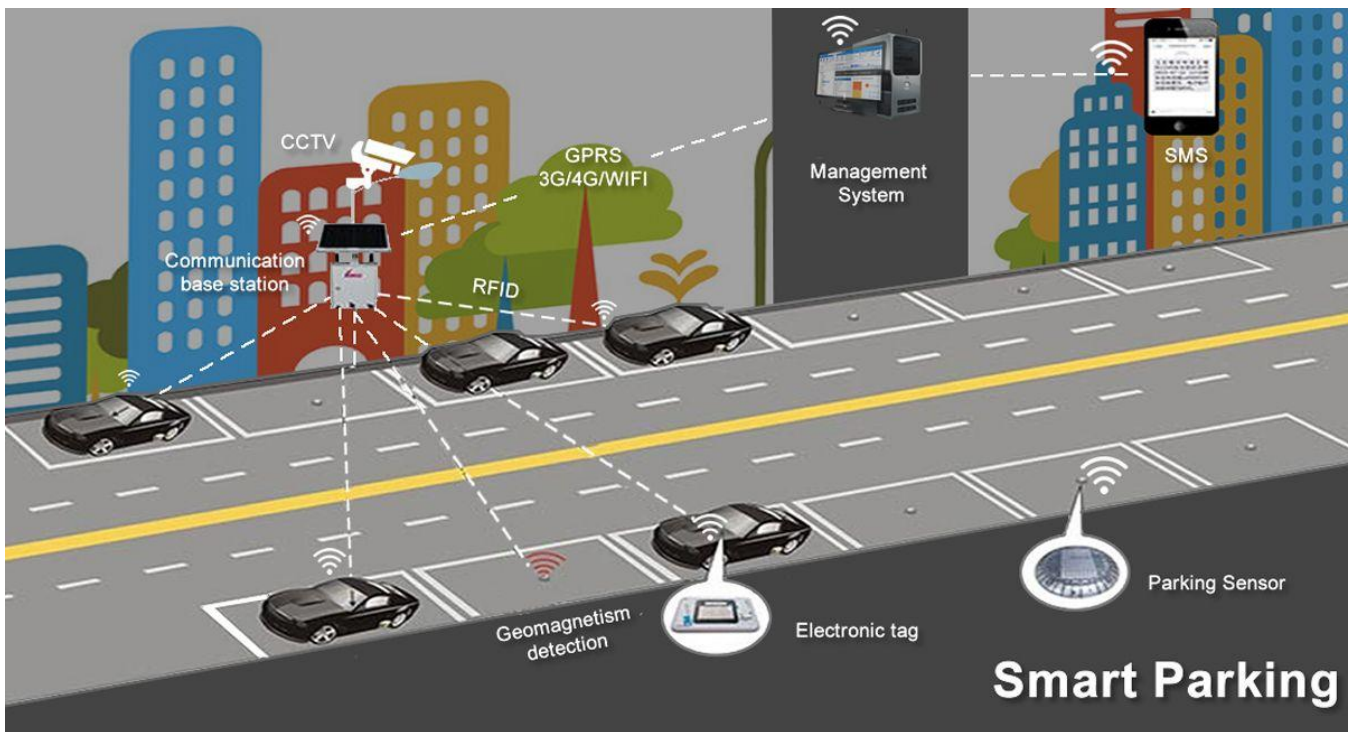 CCTV
GPRS
3G/4G/WIFI
Management
System
SMS
Communication
base station
RFID
Geomagnetism
detection
Electronic tag
Parking Sensor
Smart Parking